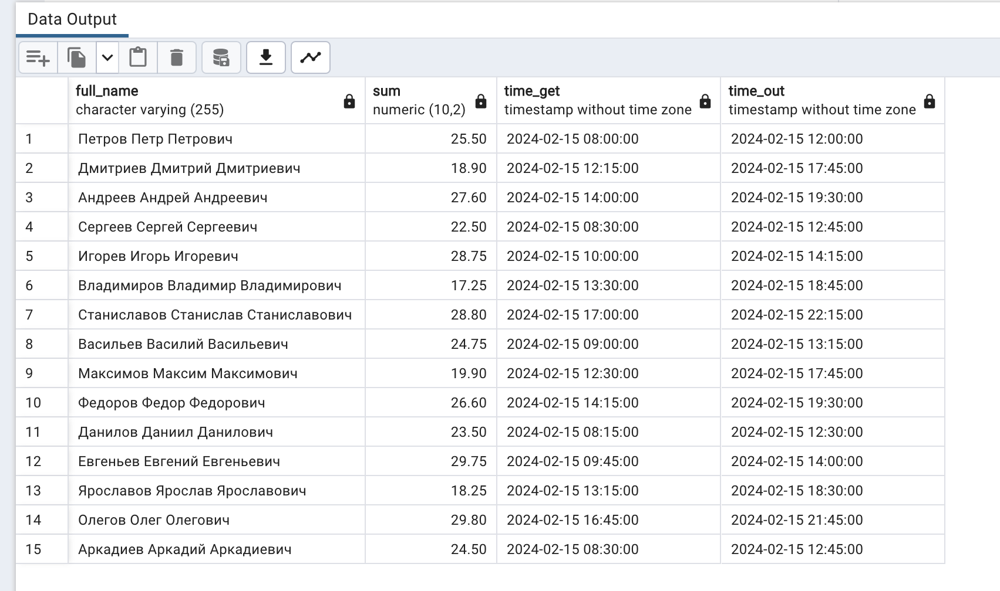 Data Output
full_name sum time_get time_out
character varying (255) numeric (10,2) timestamp without time zone timestamp without time zone
1 Петров Петр Петрович 25.50 2024-02-15 08:00:00 2024-02-15 12:00:00
2 Дмитриев Дмитрий Дмитриевич 18.90 2024-02-15 12:15:00 2024-02-15 17:45:00
3 Андреев Андрей Андреевич 27.60 2024-02-15 14:00:00 2024-02-15 19:30:00
4 Сергеев Сергей Сергеевич 22.50 2024-02-15 08:30:00 2024-02-15 12:45:00
5 Игорев Игорь Игоревич 28.75 2024-02-15 10:00:00 2024-02-15 14:15:00
6 Владимиров Владимир Владимирович 17.25 2024-02-15 13:30:00 2024-02-15 18:45:00
7 Станиславов Станислав Станиславович 28.80 2024-02-15 17:00:00 2024-02-15 22:15:00
8 Васильев Василий Васильевич 24.75 2024-02-15 09:00:00 2024-02-15 13:15:00
9 Максимов Максим Максимович 19.90 2024-02-15 12:30:00 2024-02-15 17:45:00
10 Федоров Федор Федорович 26.60 2024-02-15 14:15:00 2024-02-15 19:30:00
11 Данилов Даниил Данилович 23.50 2024-02-15 08:15:00 2024-02-15 12:30:00
12 Евгеньев Евгений Евгеньевич 29.75 2024-02-15 09:45:00 2024-02-15 14:00:00
13 Ярославов Ярослав Ярославович 18.25 2024-02-15 13:15:00 2024-02-15 18:30:00
14 Олегов Олег Олегович 29.80 2024-02-15 16:45:00 2024-02-15 21:45:00
15 Аркадиев Аркадий Аркадиевич 24.50 2024-02-15 08:30:00 2024-02-15 12:45:00